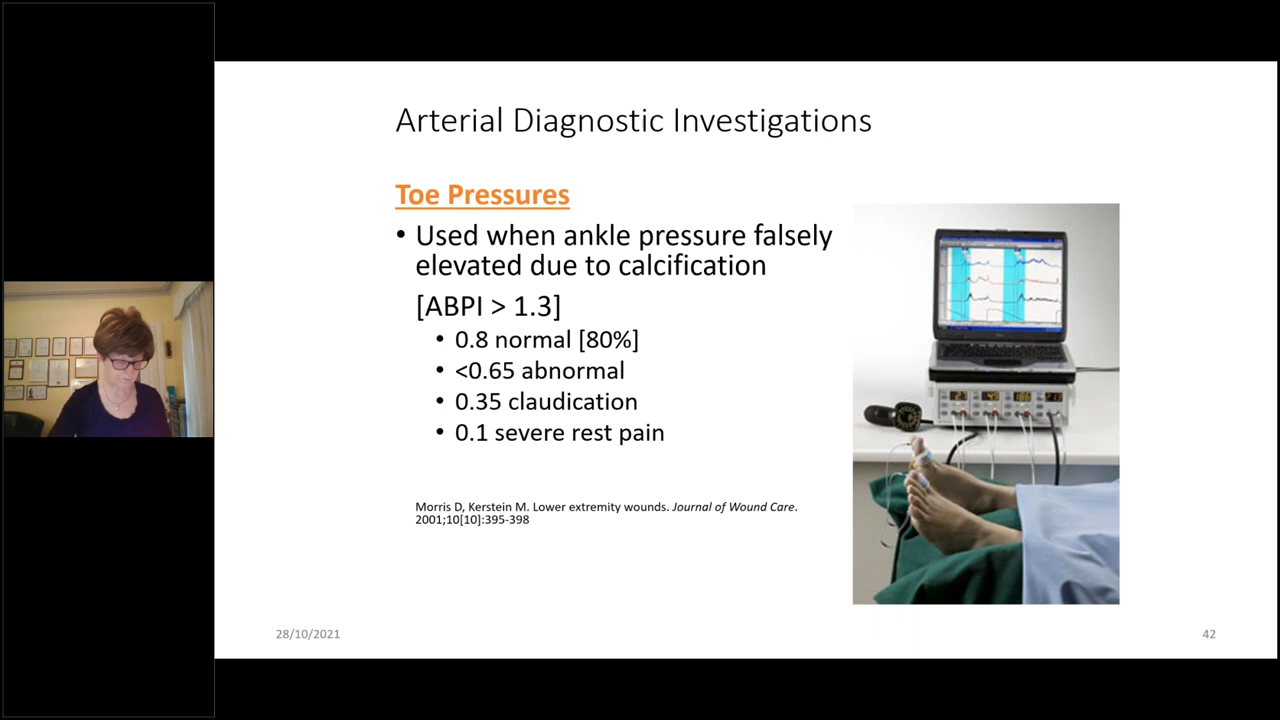 Arterial Diagnostic Investigations
Toe Pressures
• Used when ankle pressure falsely
elevated due to calcification
[ABPI > 1.3]
• 0.8 normal [80%]
• <0.65 abnormal
• 0.35 claudication
• 0.1 severe rest pain
Morris D, Kerstein M. Lower extremity wounds. Journal of Wound Care.
2001;10[10]:395-398
28/10/2021
42